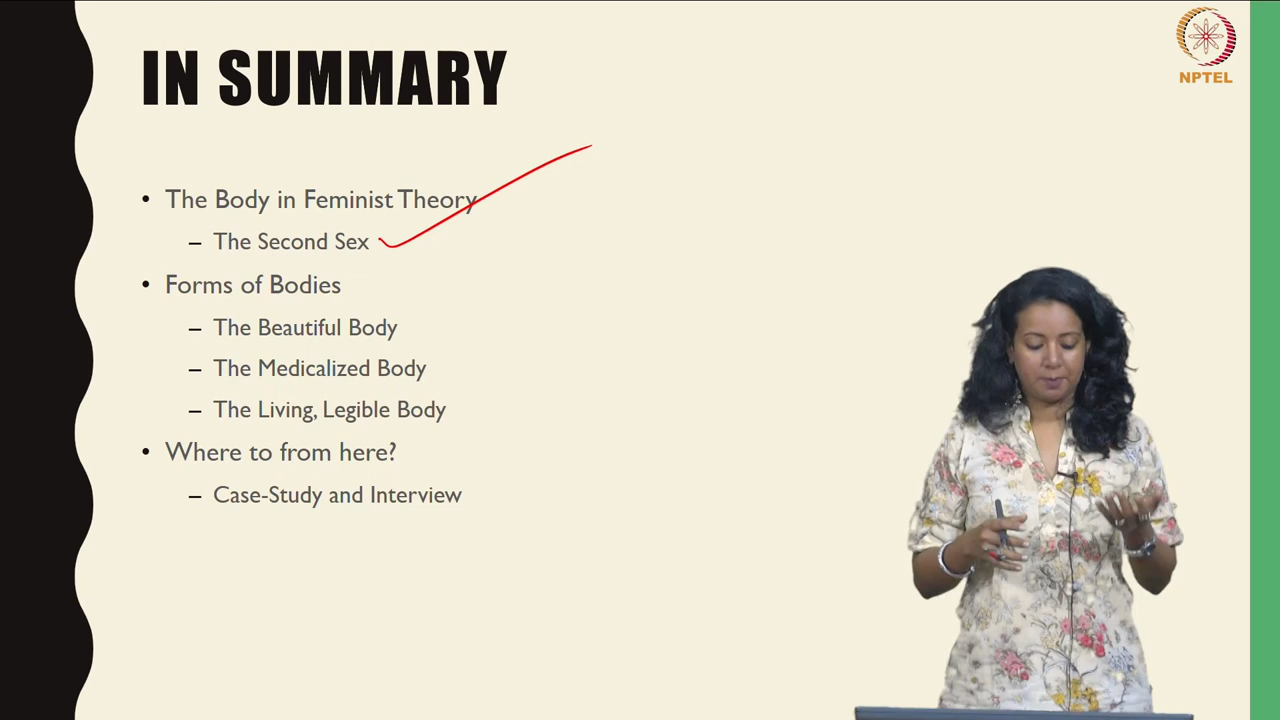 IN SUMMARY
NPTEL
• The Body in Feminist Theory
– The Second Sex
• Forms of Bodies
– The Beautiful Body
– The Medicalized Body
– The Living, Legible Body
• Where to from here?
– Case-Study and Interview